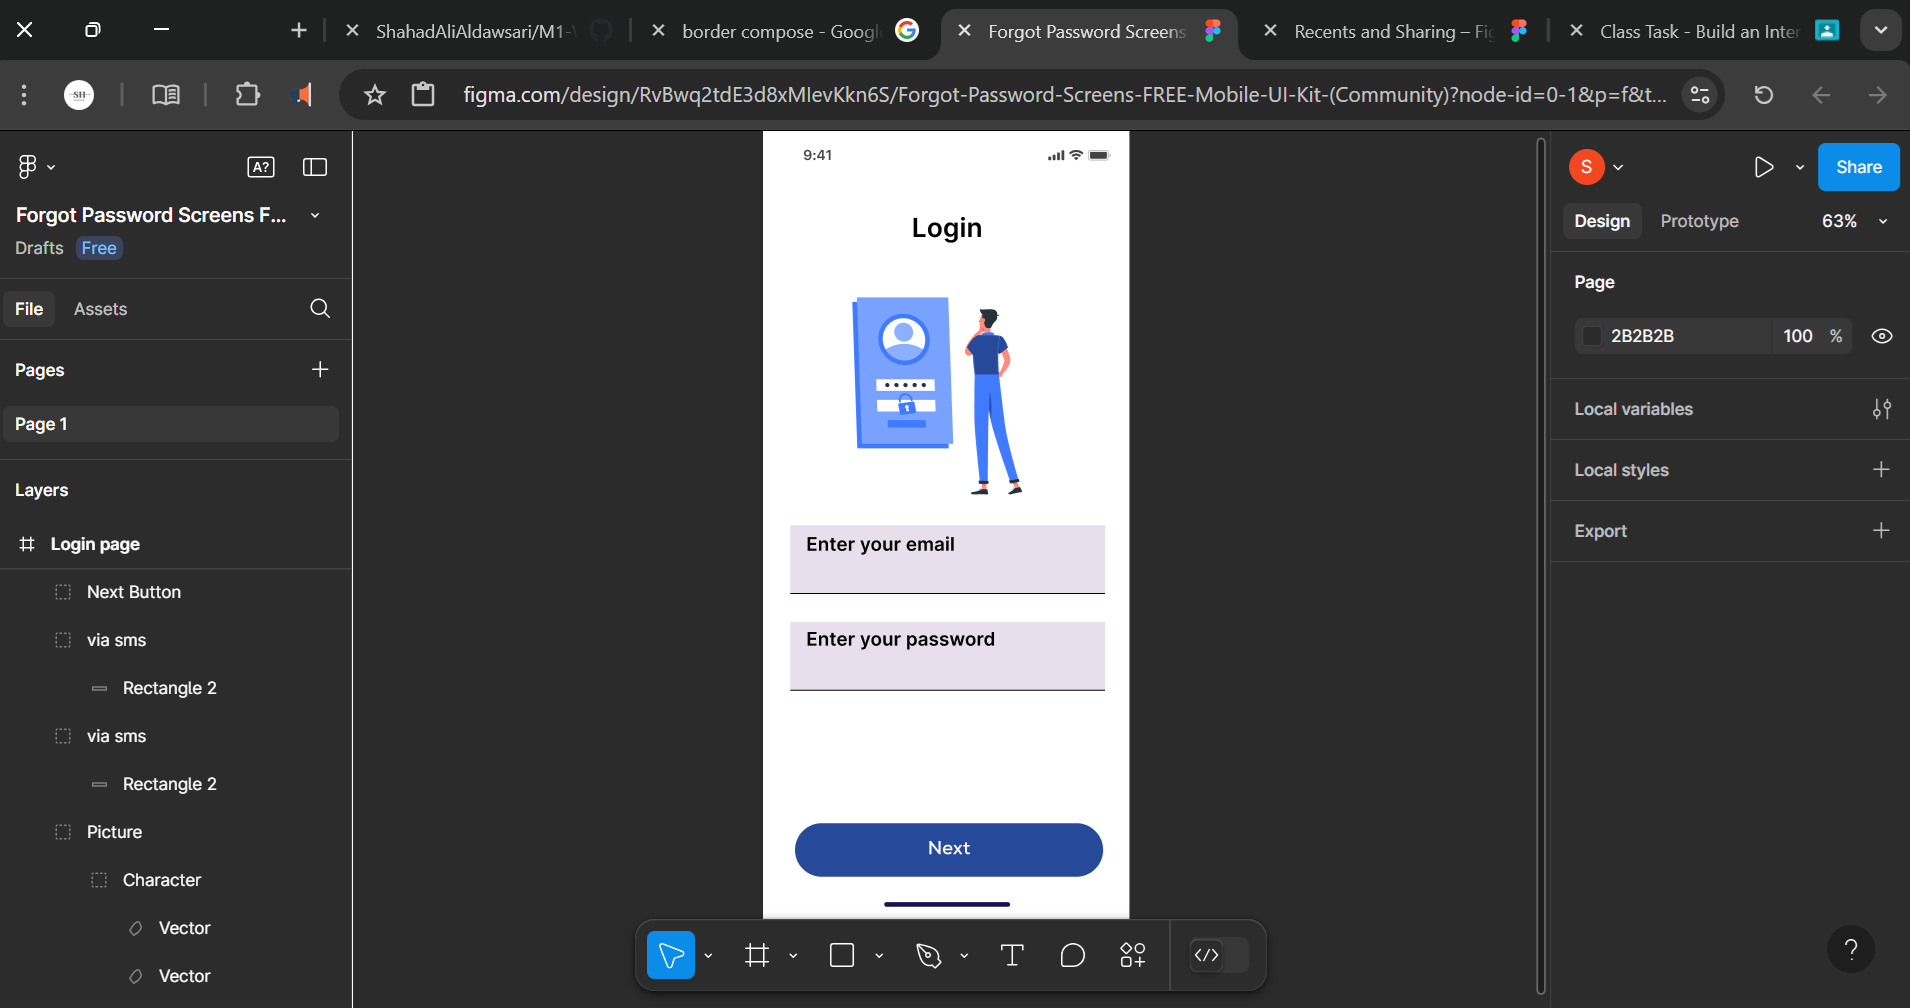 ShahadAliAldawsari/M1-
border compose - Googl
Forgot Password Screens
Recents and Sharing – Fi
Class Task - Build an Inter
SH
figma.com/design/RvBwq2tdE3d8xMlevKkn6S/Forgot-Password-Screens-FREE-Mobile-UI-Kit-(Community)?node-id=0-1&p=f&t...
A?
Forgot Password Screens F...
Drafts Free
File Assets
Pages
Page 1
Layers
Login page
Next Button
via sms
Rectangle 2
via sms
Rectangle 2
Picture
Character
Vector
Vector
9:41
Login
Enter your email
Enter your password
Next
S
Share
Design Prototype 63%
Page
2B2B2B 100 %
Local variables
Local styles
Export
?